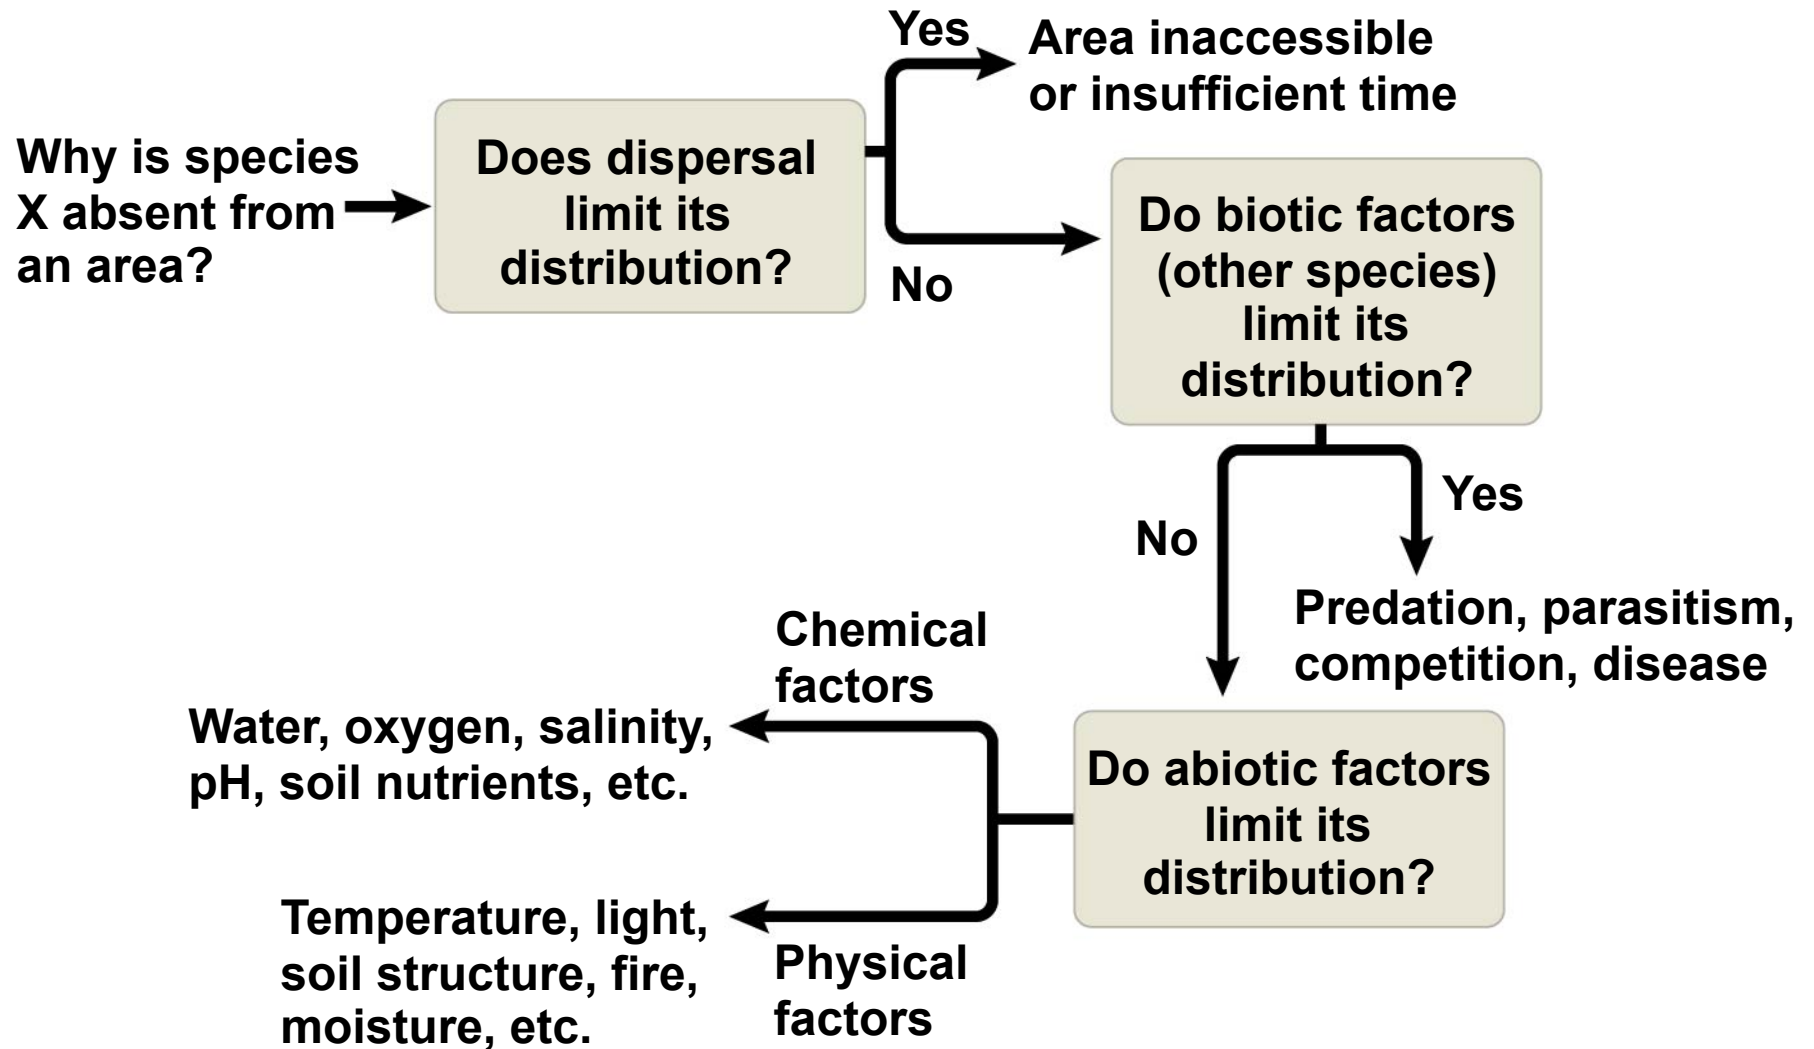 Why is species
X absent from
an area?
Does dispersal
limit its
distribution?
Yes
Area inaccessible
or insufficient time
No
Do biotic factors
(other species)
limit its
distribution?
Yes
Predation, parasitism,
competition, disease
No
Do abiotic factors
limit its
distribution?
Chemical
factors
Water, oxygen, salinity,
pH, soil nutrients, etc.
Physical
factors
Temperature, light,
soil structure, fire,
moisture, etc.